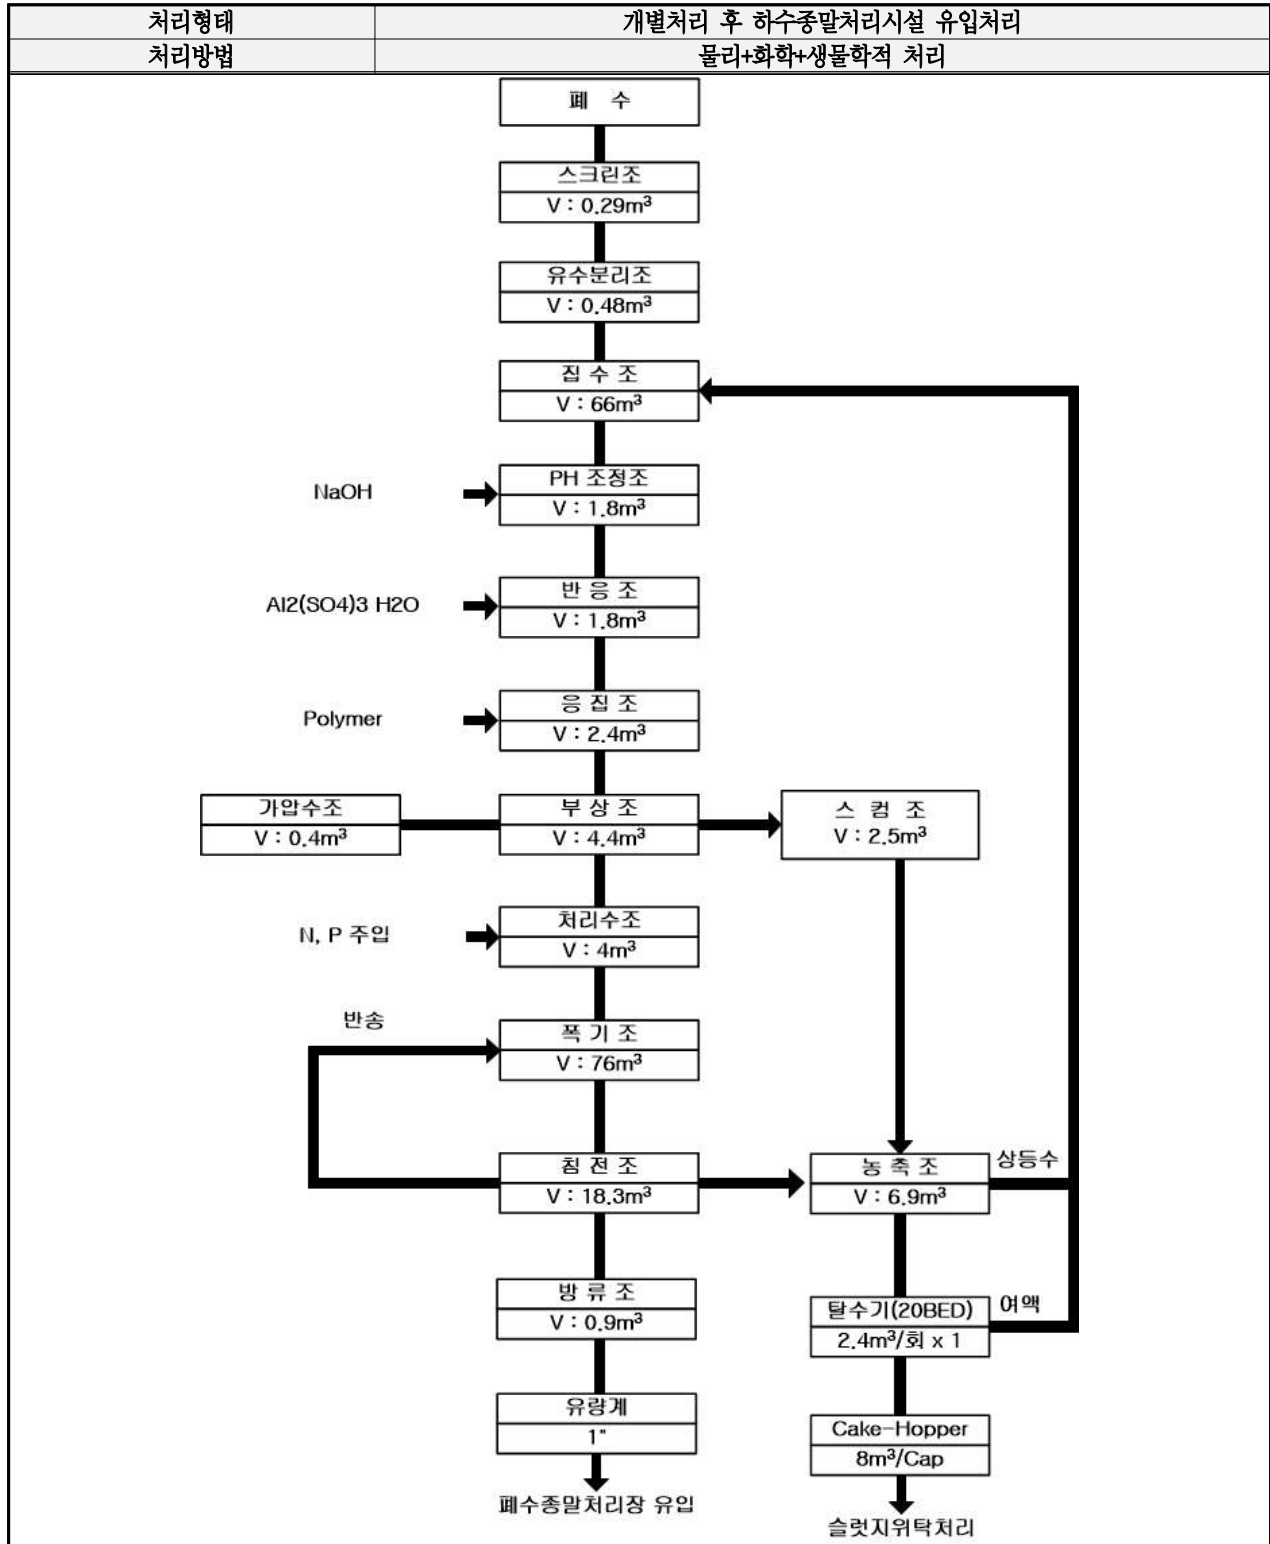 처리형태 개별처리 후 하수종말처리시설 유입처리
처리방법 물리+화학+생물학적 처리
폐 수
스크린조
V : 0.29m³
유수분리조
V : 0.48m³
집 수 조
V : 66m³
NaOH
PH 조정조
V : 1.8m³
Al2(SO4)3 H2O
반 응 조
V : 1.8m³
Polymer
응 집 조
V : 2.4m³
가압수조
V : 0.4m³
부 상 조
V : 4.4m³
스 컴 조
V : 2.5m³
N, P 주입
처리수조
V : 4m³
반송
폭 기 조
V : 76m³
침 전 조
V : 18.3m³
농 축 조
V : 6.9m³
상등수
방 류 조
V : 0.9m³
탈수기(20BED)
2.4m³/회 x 1
여액
유량계
1"
Cake-Hopper
8m³/Cap
폐수종말처리장 유입
슬럿지위탁처리